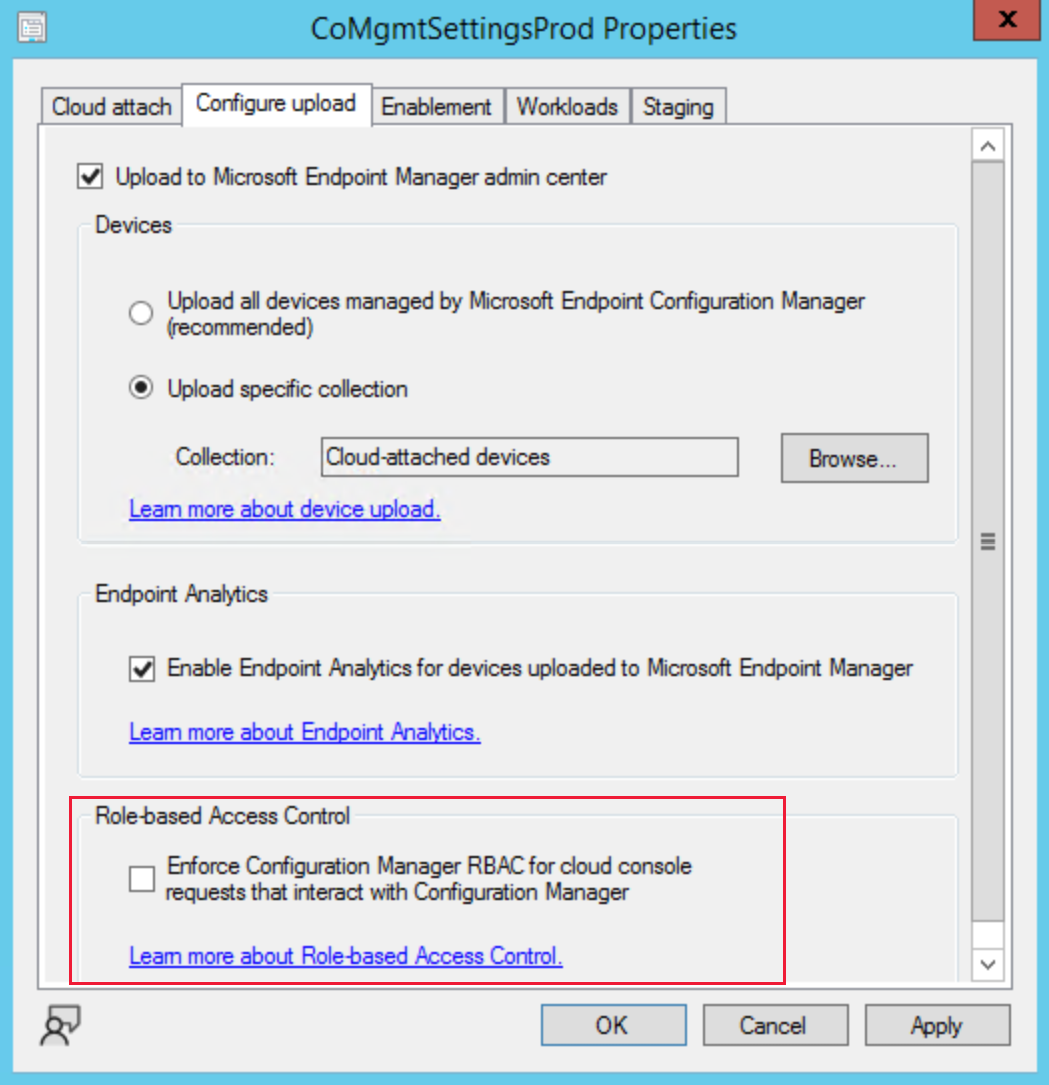 CoMgmtSettingsProd Properties
x
Cloud attach
Configure upload
Enablement
Workloads
Staging
Upload to Microsoft Endpoint Manager admin center
Devices
Upload all devices managed by Microsoft Endpoint Configuration Manager
(recommended)
Upload specific collection
Collection:
Cloud-attached devices
Browse...
Learn more about device upload.
Endpoint Analytics
Enable Endpoint Analytics for devices uploaded to Microsoft Endpoint Manager
Learn more about Endpoint Analytics.
Role-based Access Control
Enforce Configuration Manager RBAC for cloud console
requests that interact with Configuration Manager
Learn more about Role-based Access Control.
OK
Cancel
Apply